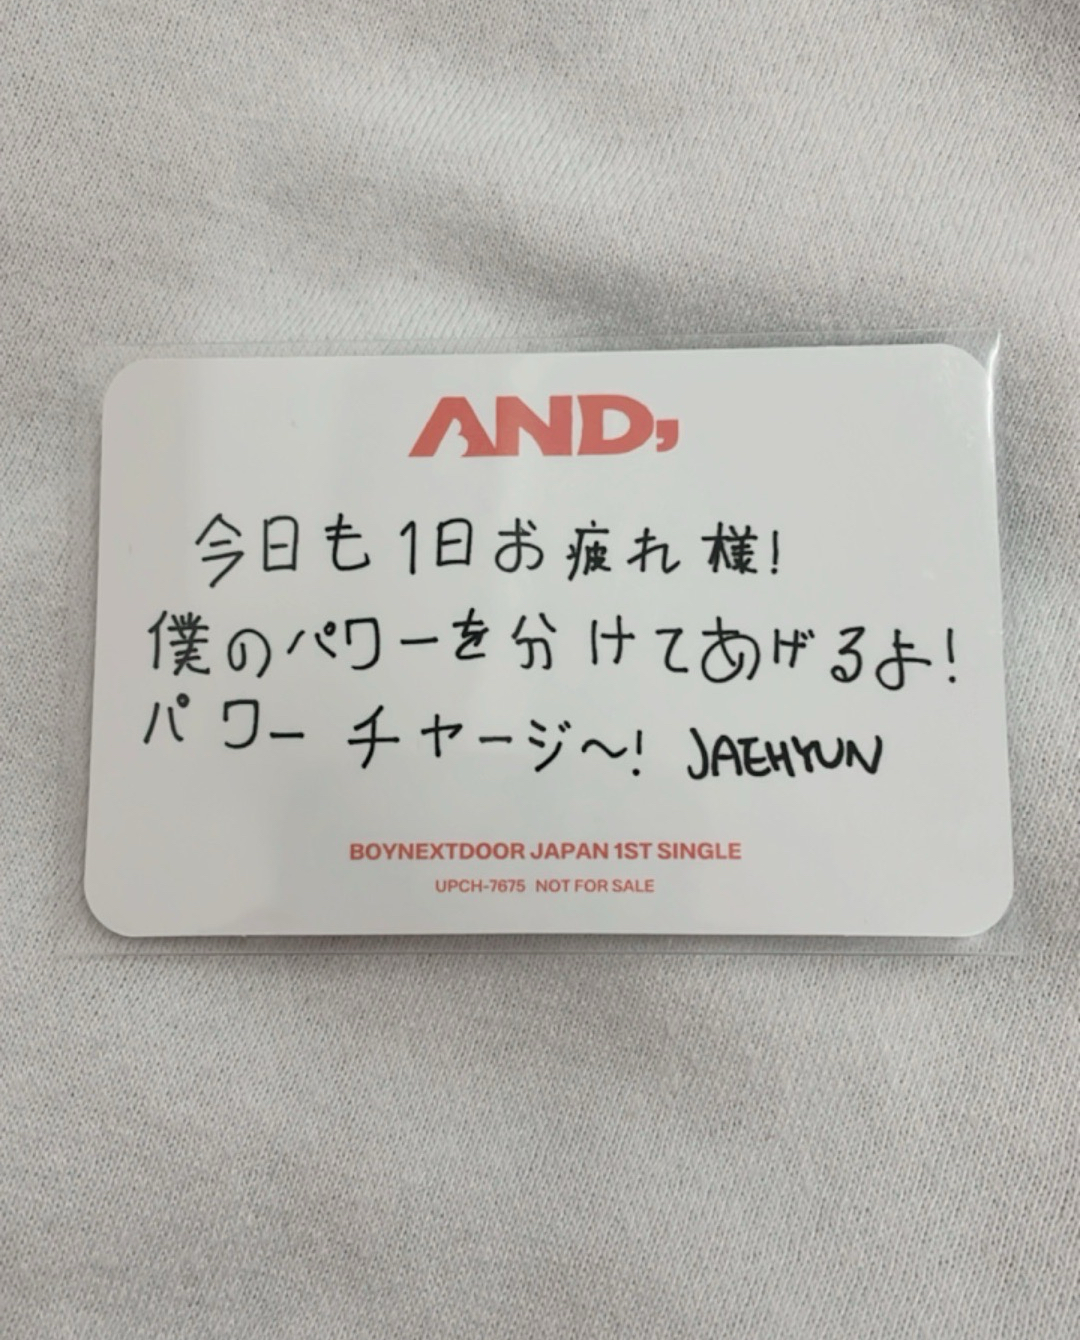 AND,
今日も1日お疲れ様!
僕のパワーを分けてあげるよ!
パワーチャージ～! JAEHYUN
BOYNEXTDOOR JAPAN 1ST SINGLE
UPCH-7675 NOT FOR SALE